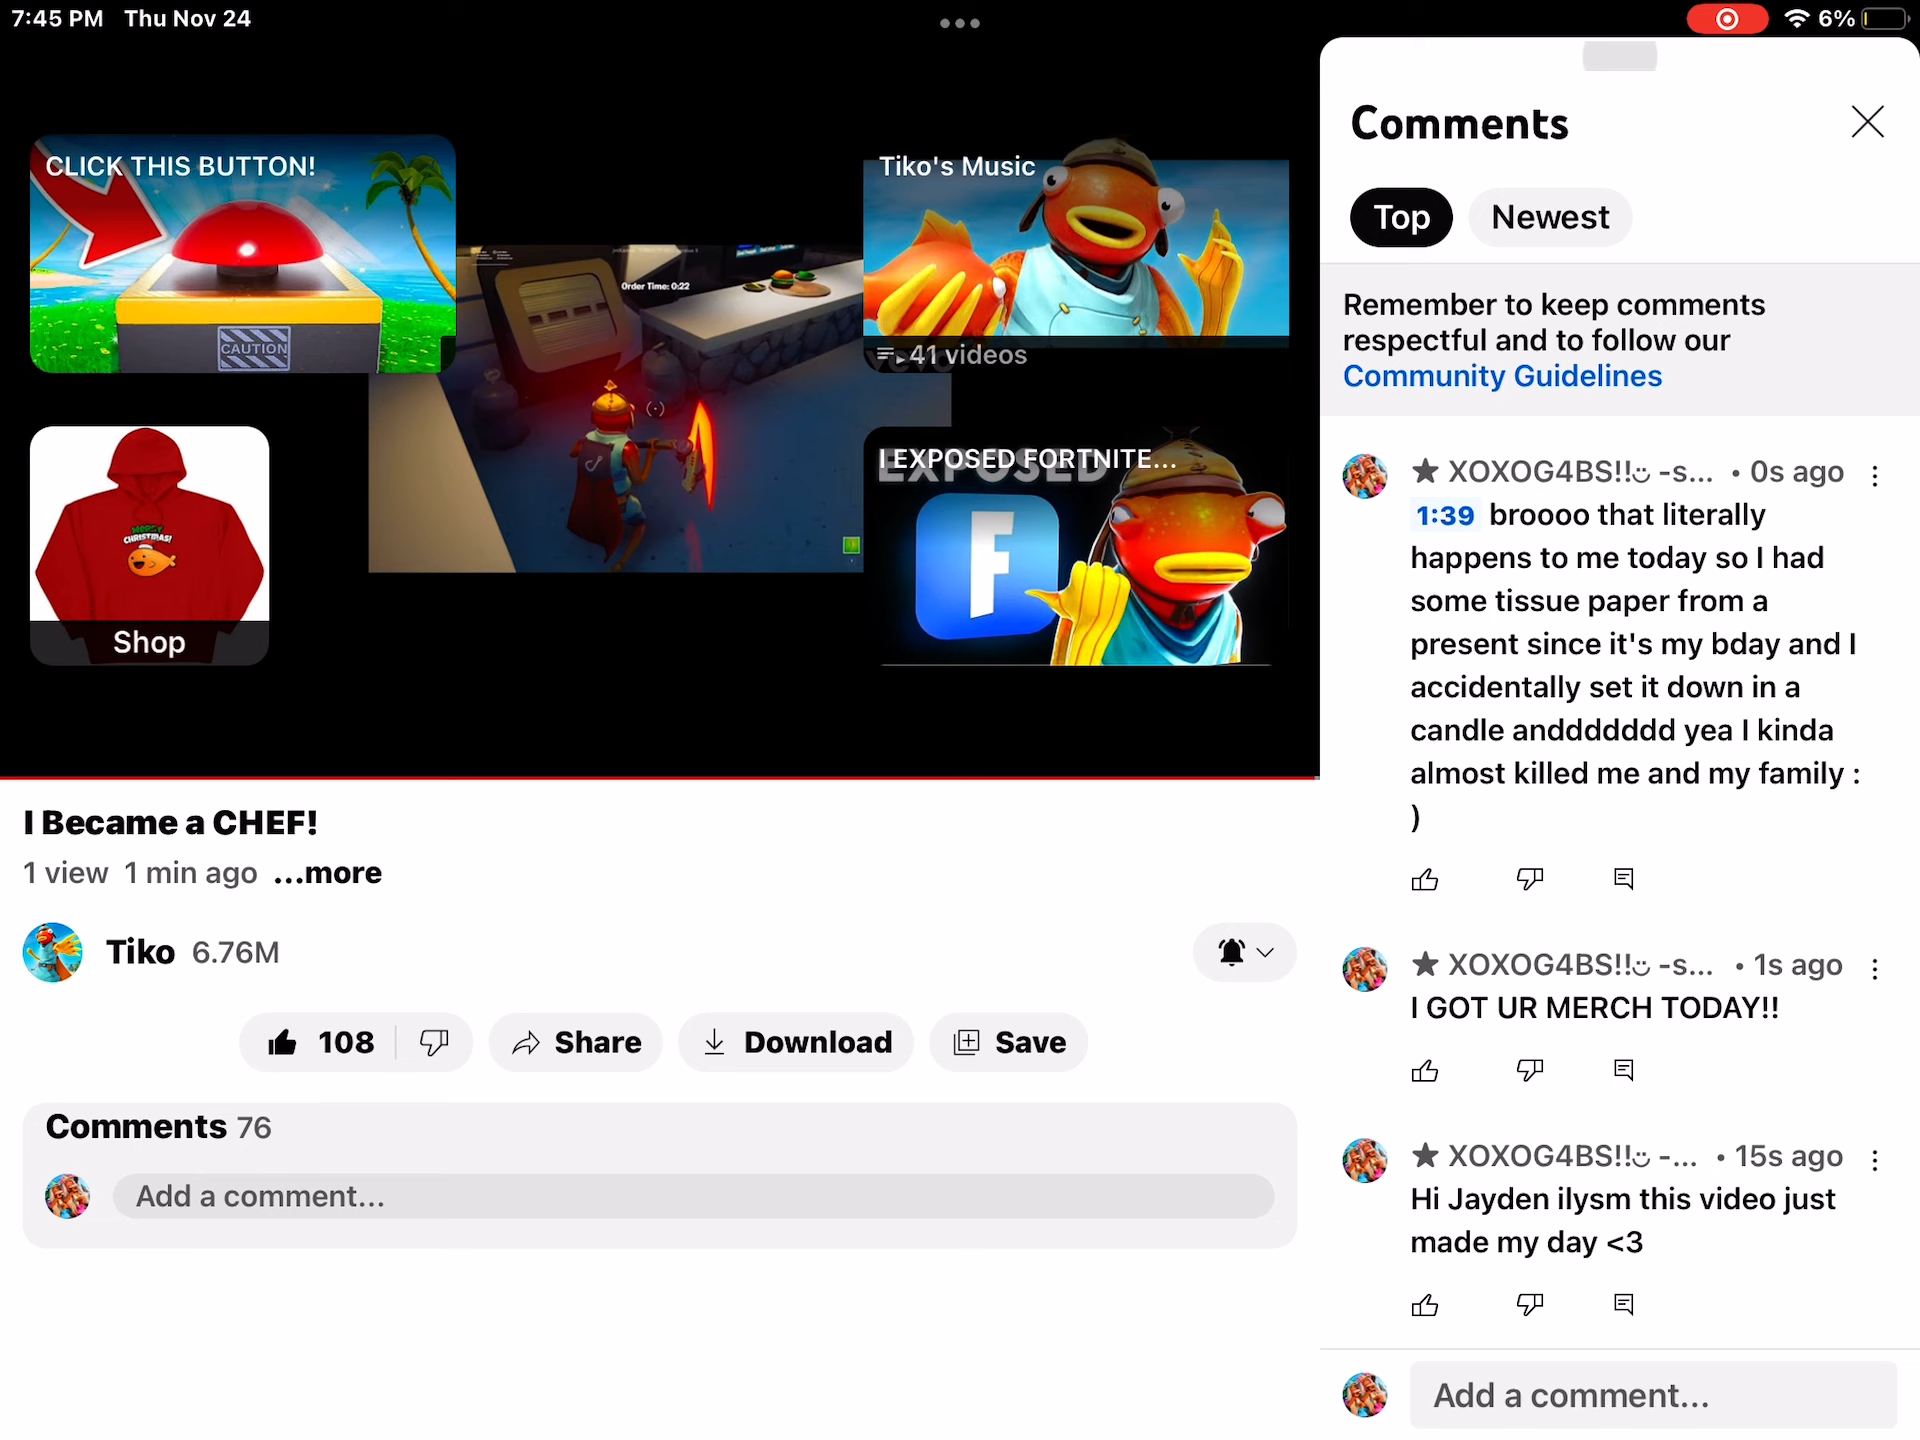 7:45 PM Thu Nov 24
6%
CLICK THIS BUTTON!
CAUTION
Order Time: 0:22
Tiko's Music
41 videos
MERRY
CHRISTMAS!
Shop
EXPOSED
I EXPOSED FORTNITE...
F
I Became a CHEF!
1 view 1 min ago ...more
Tiko 6.76M
108
Share
Download
Save
Comments 76
Add a comment...
Comments
Top
Newest
Remember to keep comments
respectful and to follow our
Community Guidelines
★ XOXOG4BS!!ت -s... • 0s ago
1:39 broooo that literally
happens to me today so I had
some tissue paper from a
present since it's my bday and I
accidentally set it down in a
candle anddddddd yea I kinda
almost killed me and my family :
)
★ XOXOG4BS!!ت -s... • 1s ago
I GOT UR MERCH TODAY!!
★ XOXOG4BS!!ت -... • 15s ago
Hi Jayden ilysm this video just
made my day <3
Add a comment...